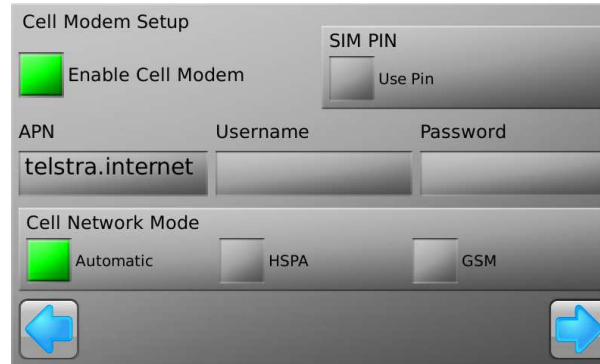 Cell Modem Setup
Enable Cell Modem
SIM PIN
Use Pin
APN
Username
Password
telstra.internet
Cell Network Mode
Automatic
HSPA
GSM